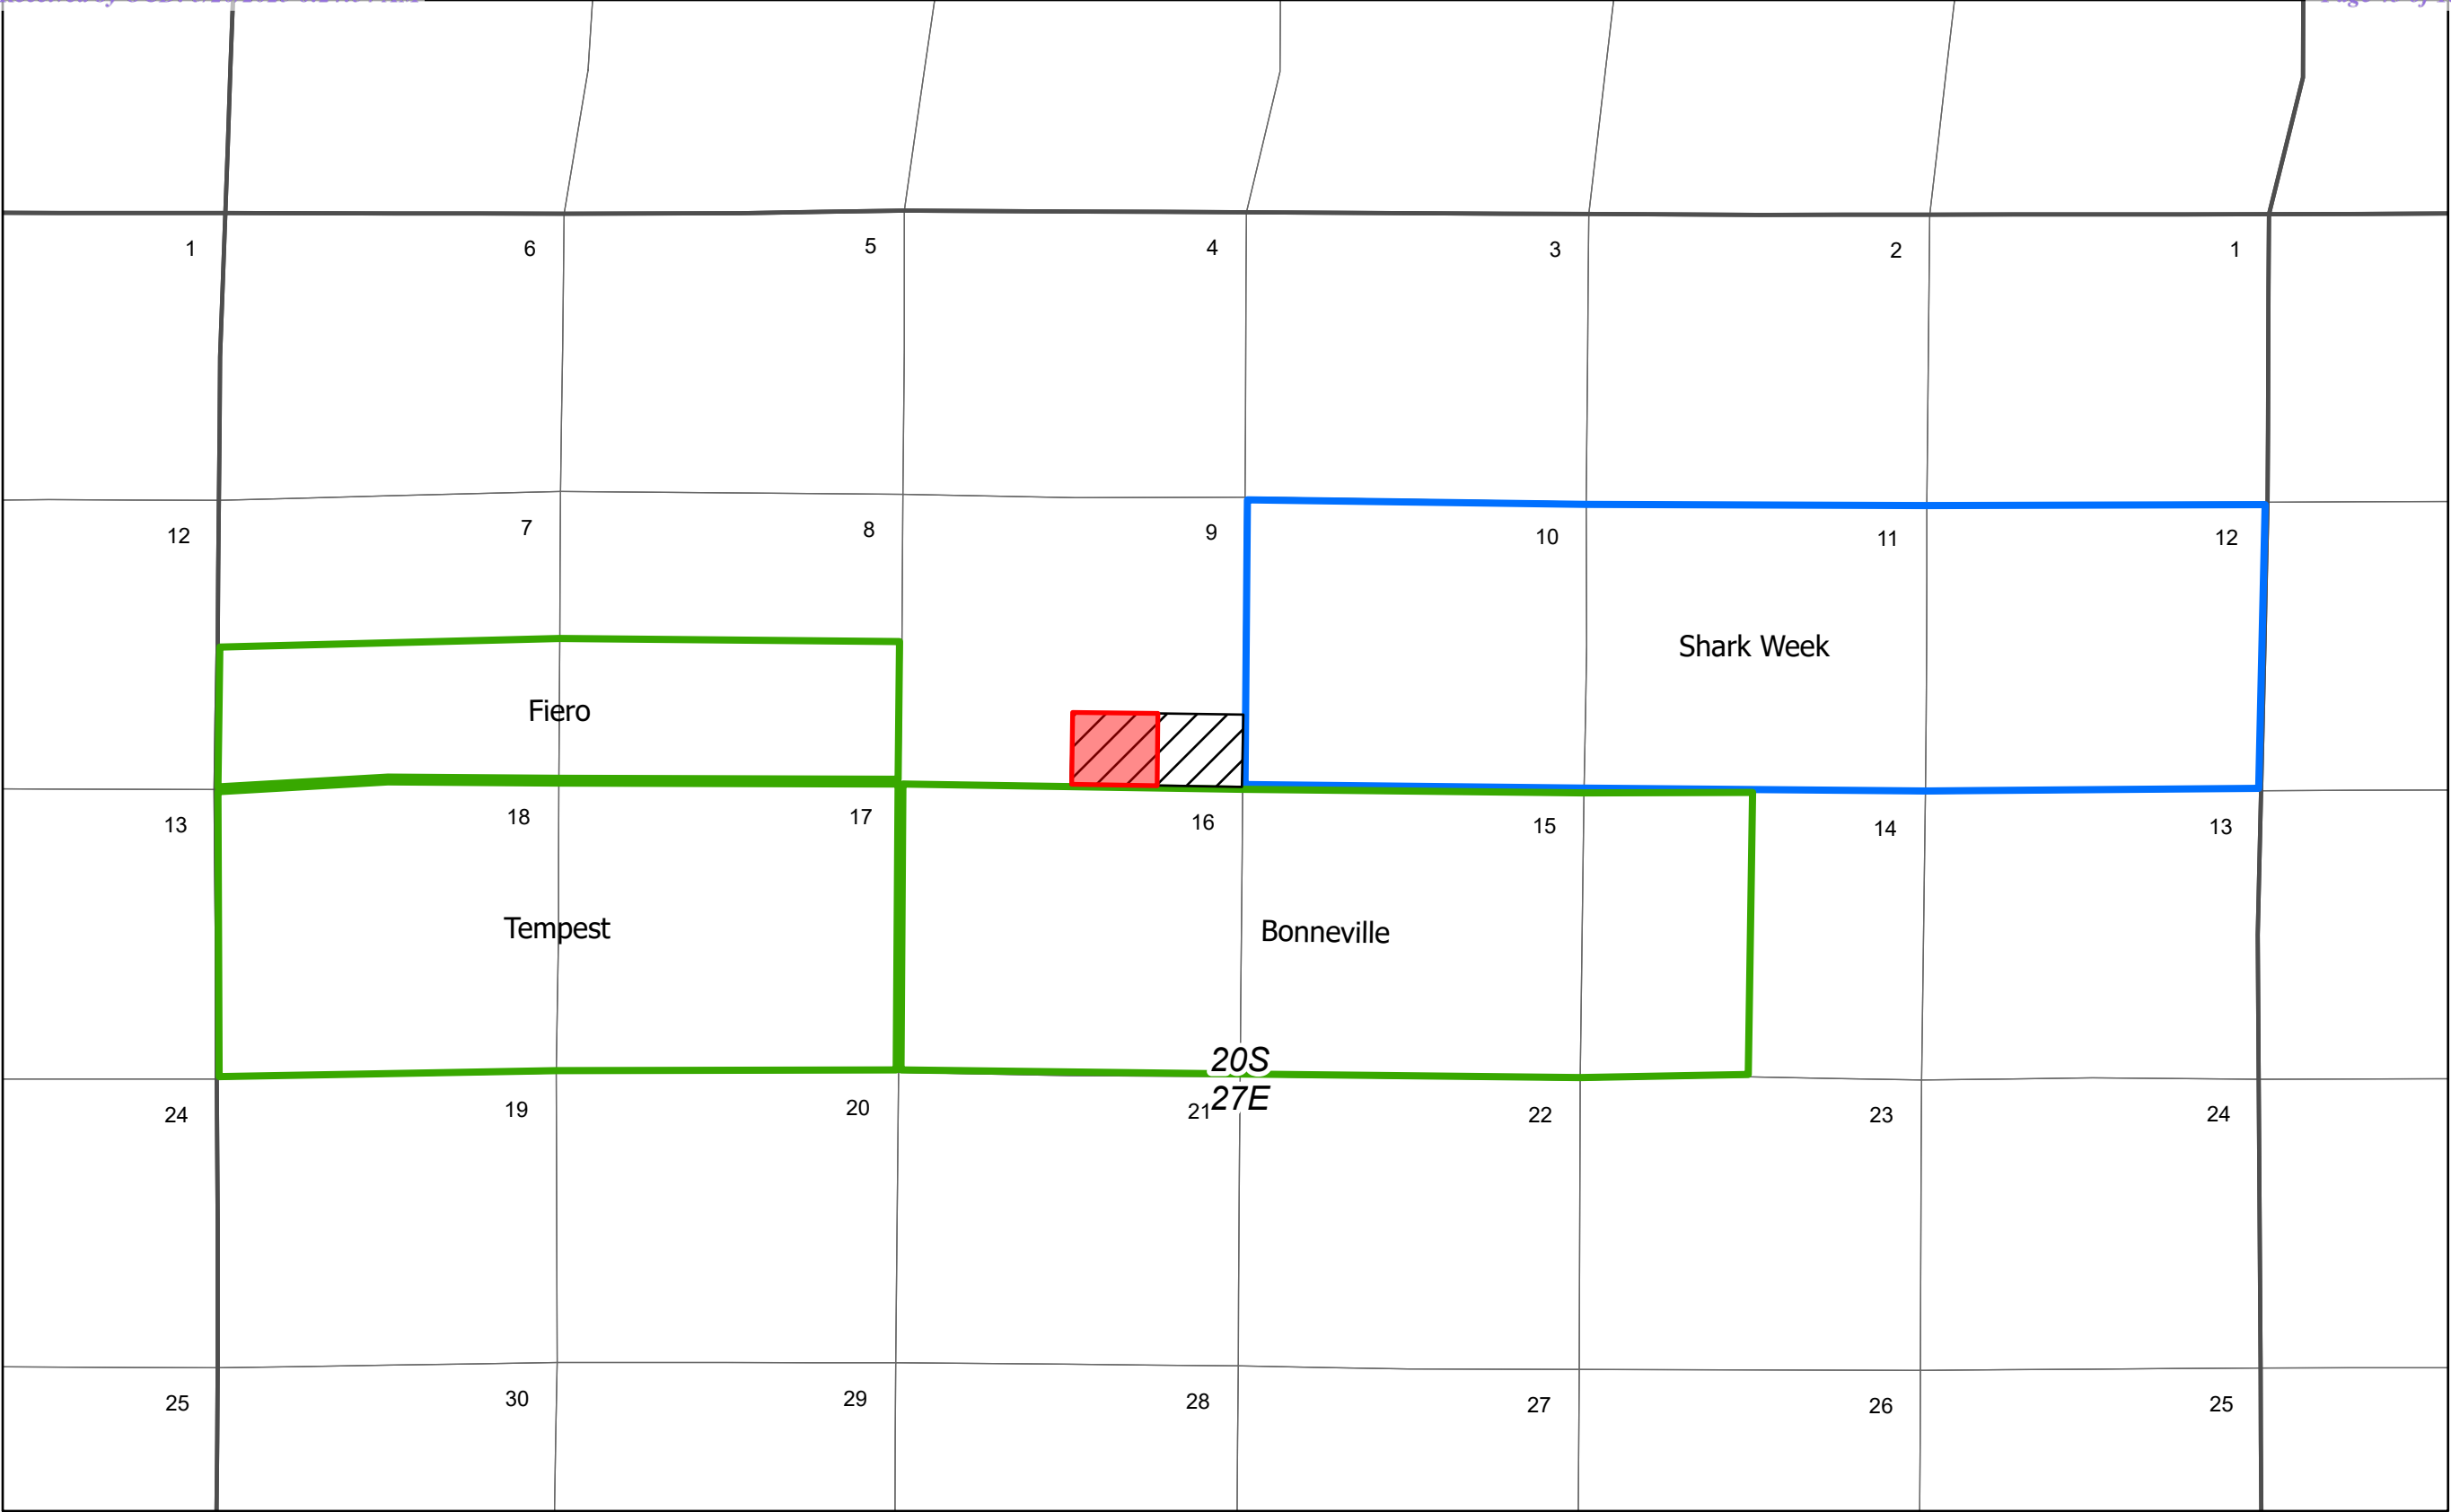 1 6 5 4 3 2 1
12 7 8 9 10 11 12
Shark Week
Fiero
13 18 17 16 15 14 13
Tempest Bonneville
20S
27E
24 19 20 21 22 23 24
25 30 29 28 27 26 25